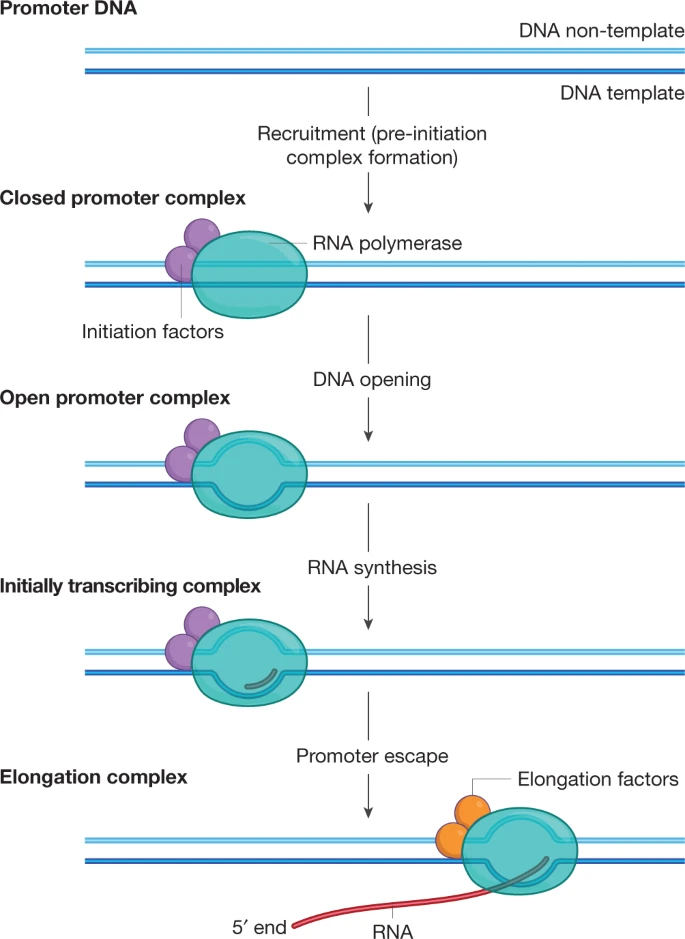 Promoter DNA
DNA non-template
DNA template
Recruitment (pre-initiation
complex formation)
Closed promoter complex
RNA polymerase
Initiation factors
DNA opening
Open promoter complex
RNA synthesis
Initially transcribing complex
Promoter escape
Elongation complex
Elongation factors
5′ end
RNA